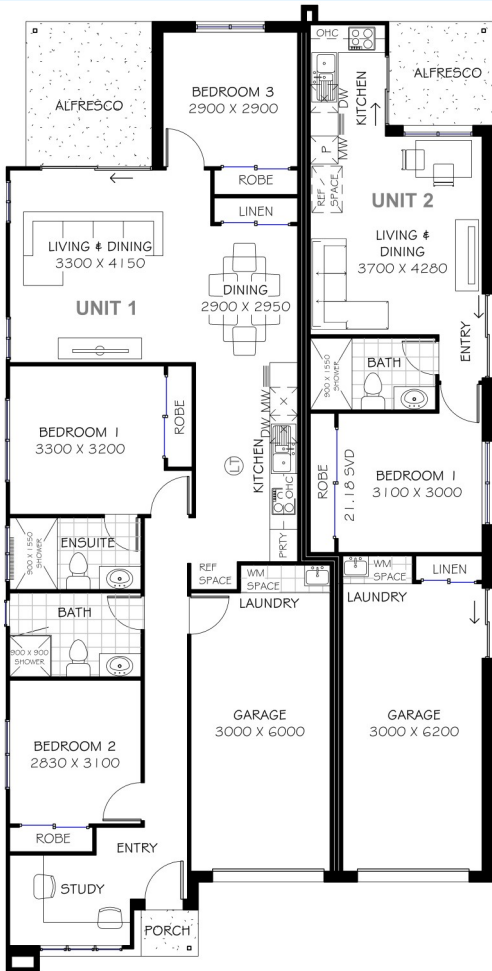 ALFRESCO
BEDROOM 3
2900 X 2900
ROBE
LINEN
LIVING & DINING
3300 X 4150
UNIT 1
DINING
2900 X 2950
BEDROOM 1
3300 X 3200
ROBE
DW MW
KITCHEN
LT
OHC
PRTY
900 X 1550
SHOWER
ENSUITE
REF
SPACE
WM
SPACE
LAUNDRY
BATH
900 X 900
SHOWER
BEDROOM 2
2830 X 3100
ROBE
ENTRY
STUDY
PORCH
GARAGE
3000 X 6000
OHC
KITCHEN
DW
MW
P
REF
SPACE
ALFRESCO
UNIT 2
LIVING &
DINING
3700 X 4280
ENTRY
900 X 1550
SHOWER
BATH
ROBE
21.18 SVD
BEDROOM 1
3100 X 3000
WM
SPACE
LINEN
LAUNDRY
GARAGE
3000 X 6200